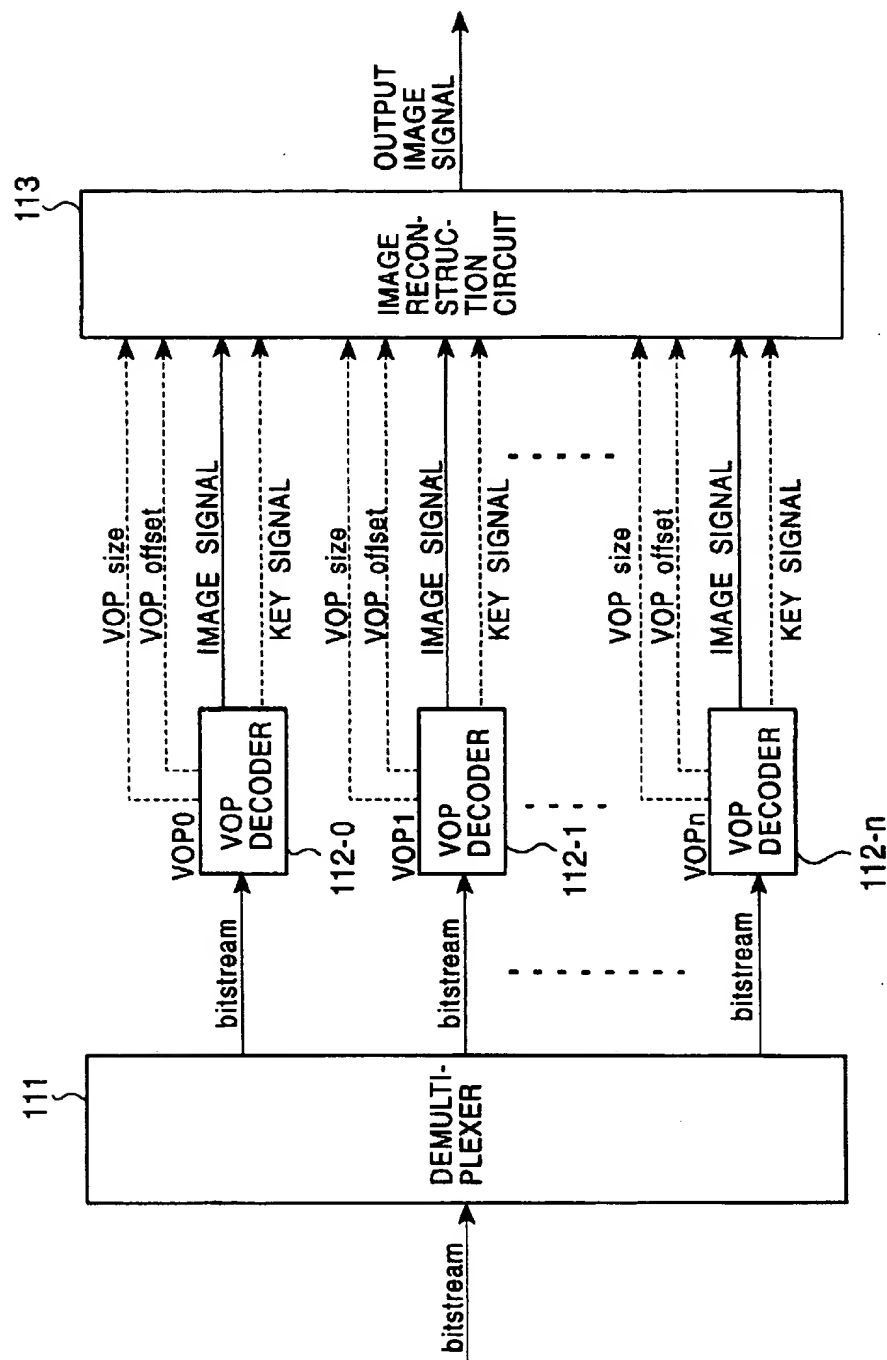 bitstream
111
DEMULTI-
PLEXER
bitstream
bitstream
bitstream
VOP0
VOP
DECODER
112-0
VOP1
VOP
DECODER
112-1
VOPn
VOP
DECODER
112-n
VOP size
VOP offset
IMAGE SIGNAL
KEY SIGNAL
VOP size
VOP offset
IMAGE SIGNAL
KEY SIGNAL
VOP size
VOP offset
IMAGE SIGNAL
KEY SIGNAL
113
IMAGE
RECON-
STRUC-
TION
CIRCUIT
OUTPUT
IMAGE
SIGNAL